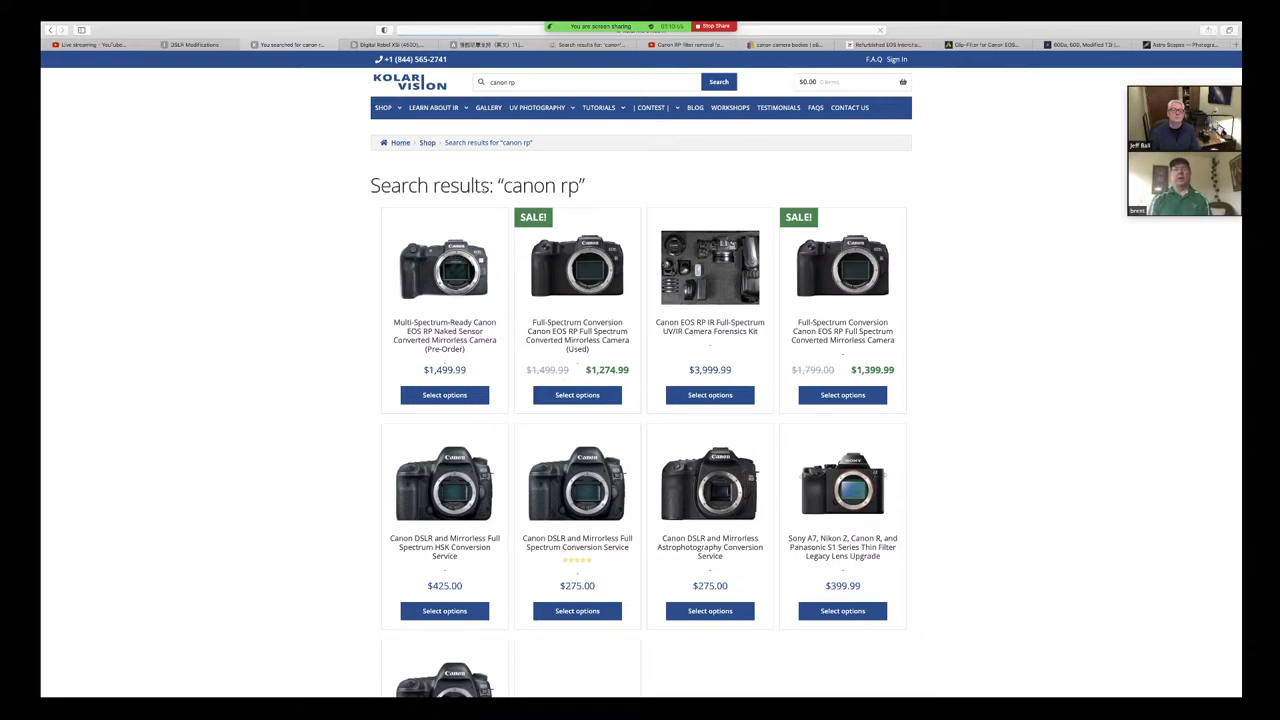 You are screen sharing
01:10:55
Stop Share
Live streaming - YouTube...
DSLR Modifications
You searched for canon r...
Digital Rebel XSi (450D)...
Search results for: "canon"...
Canon RP filter removal "s...
canon camera bodies | eB...
Refurbished EOS Intercha...
Clip-Filter for Canon EOS...
60Da, 60D, Modified T2i |...
Astro Scapes — Photogra...
+1 (844) 565-2741
F.A.Q Sign In
KOLARI
VISION
canon rp
Search
$0.00 0 items
SHOP LEARN ABOUT IR GALLERY UV PHOTOGRAPHY TUTORIALS | CONTEST | BLOG WORKSHOPS TESTIMONIALS FAQS CONTACT US
Home › Shop › Search results for "canon rp"
Search results: "canon rp"
SALE!
SALE!
Multi-Spectrum-Ready Canon
EOS RP Naked Sensor
Converted Mirrorless Camera
(Pre-Order)
$1,499.99
Select options
Full-Spectrum Conversion
Canon EOS RP Full Spectrum
Converted Mirrorless Camera
(Used)
$1,499.99 $1,274.99
Select options
Canon EOS RP IR Full-Spectrum
UV/IR Camera Forensics Kit
$3,999.99
Select options
Full-Spectrum Conversion
Canon EOS RP Full Spectrum
Converted Mirrorless Camera
$1,799.00 $1,399.99
Select options
Canon DSLR and Mirrorless Full
Spectrum HSK Conversion
Service
$425.00
Select options
Canon DSLR and Mirrorless Full
Spectrum Conversion Service
$275.00
Select options
Canon DSLR and Mirrorless
Astrophotography Conversion
Service
$275.00
Select options
Sony A7, Nikon Z, Canon R, and
Panasonic S1 Series Thin Filter
Legacy Lens Upgrade
$399.99
Select options
Jeff Ball
brent